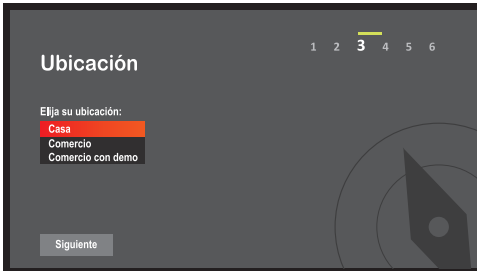 1 2 3 4 5 6
Ubicación
Elija su ubicación:
Casa
Comercio
Comercio con demo
Siguiente